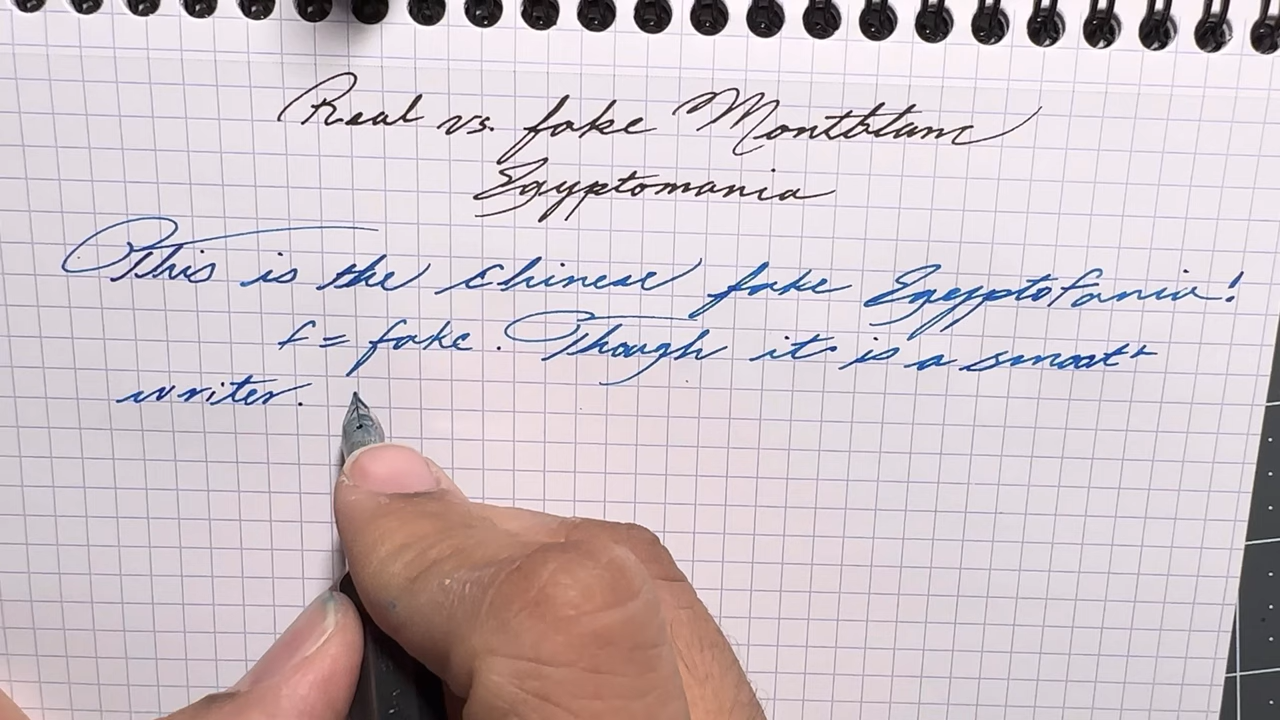 Real vs. fake Montblanc
Egyptomania
This is the Chinese fake EgyptoFania!
f = fake. Though it is a smooth
writer.